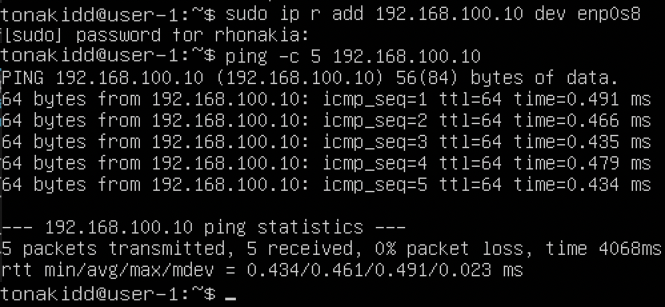 tonakidd@user-1:~$ sudo ip r add 192.168.100.10 dev enp0s8
[sudo] password for rhonakia:
tonakidd@user-1:~$ ping -c 5 192.168.100.10
PING 192.168.100.10 (192.168.100.10) 56(84) bytes of data.
64 bytes from 192.168.100.10: icmp_seq=1 ttl=64 time=0.491 ms
64 bytes from 192.168.100.10: icmp_seq=2 ttl=64 time=0.466 ms
64 bytes from 192.168.100.10: icmp_seq=3 ttl=64 time=0.435 ms
64 bytes from 192.168.100.10: icmp_seq=4 ttl=64 time=0.479 ms
64 bytes from 192.168.100.10: icmp_seq=5 ttl=64 time=0.434 ms
--- 192.168.100.10 ping statistics ---
5 packets transmitted, 5 received, 0% packet loss, time 4068ms
rtt min/avg/max/mdev = 0.434/0.461/0.491/0.023 ms
tonakidd@user-1:~$ _